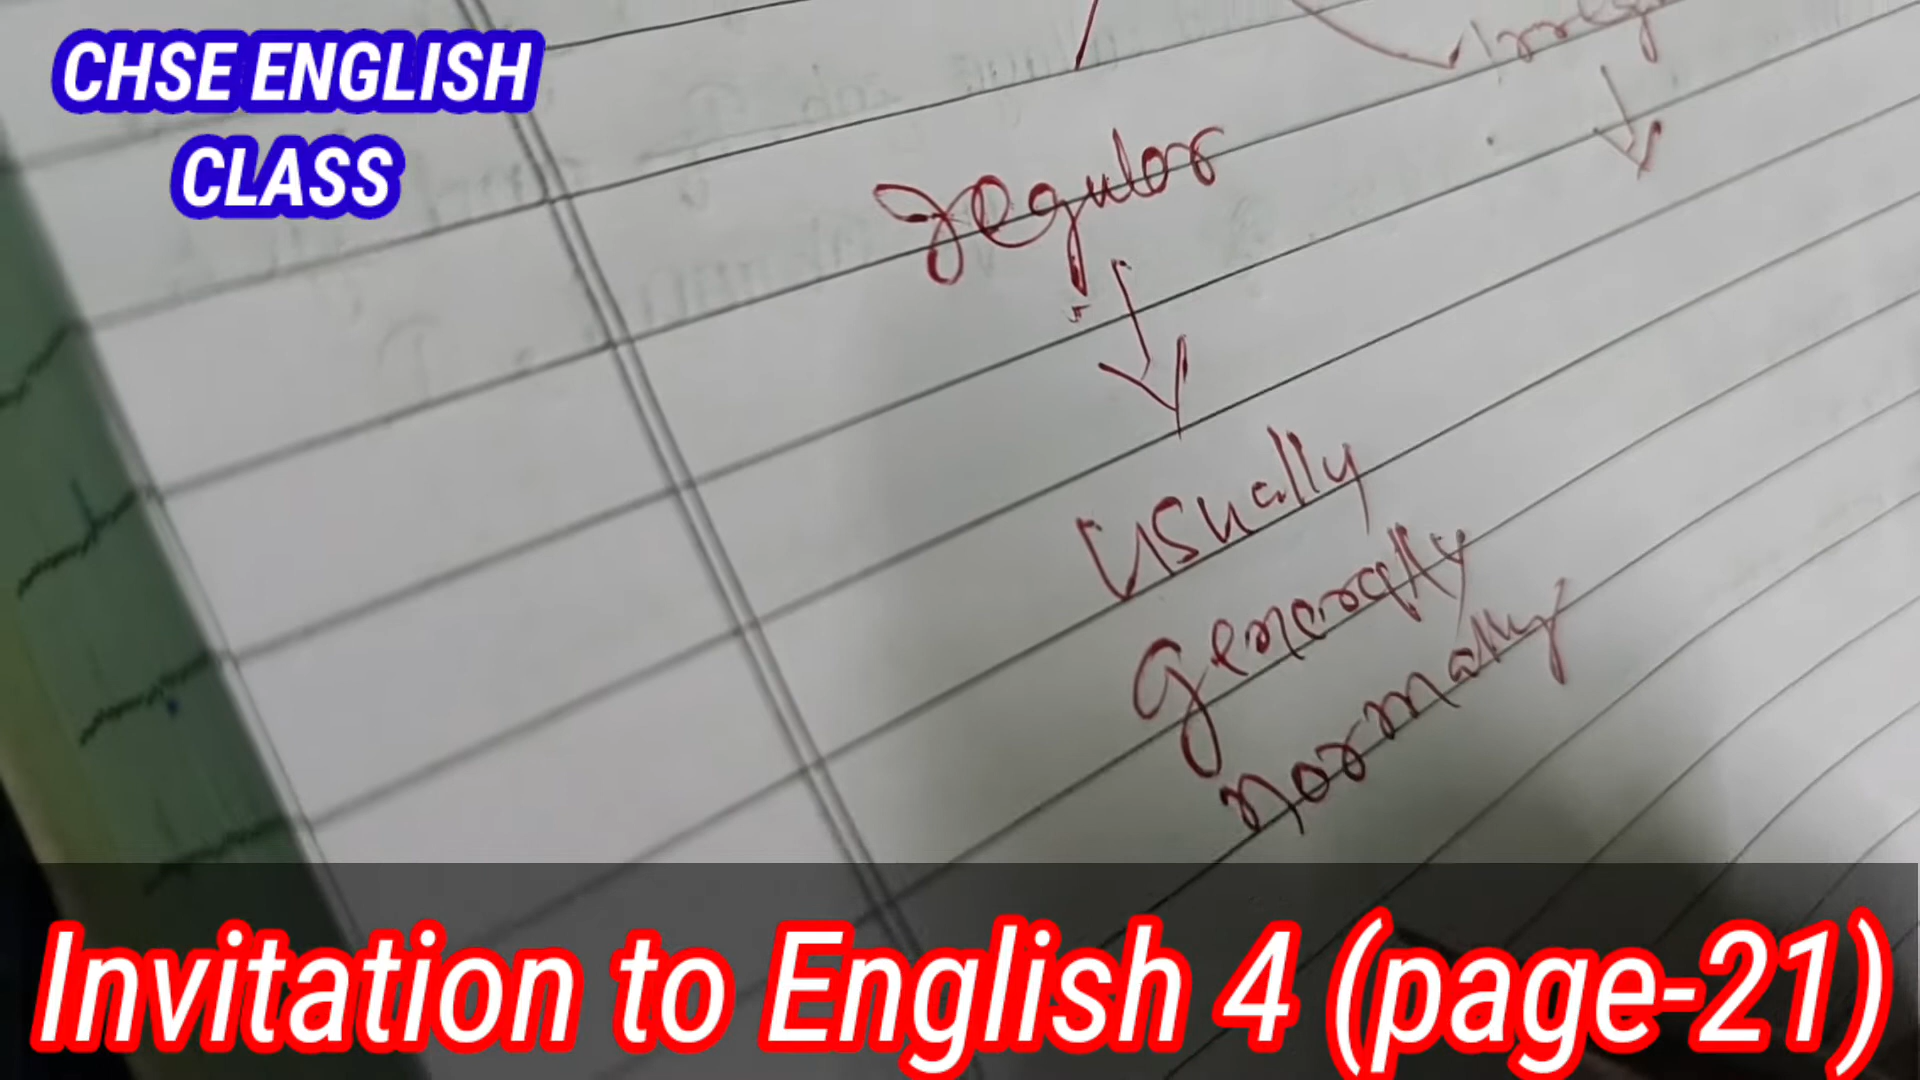 CHSE ENGLISH
CLASS
regular
usually
generally
normally
Invitation to English 4 (page-21)